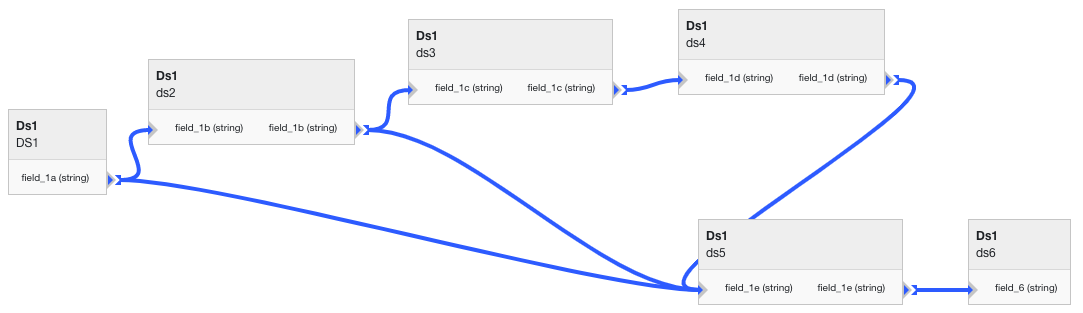 Ds1
DS1
field_1a (string)
Ds1
ds2
field_1b (string) field_1b (string)
Ds1
ds3
field_1c (string) field_1c (string)
Ds1
ds4
field_1d (string) field_1d (string)
Ds1
ds5
field_1e (string) field_1e (string)
Ds1
ds6
field_6 (string)